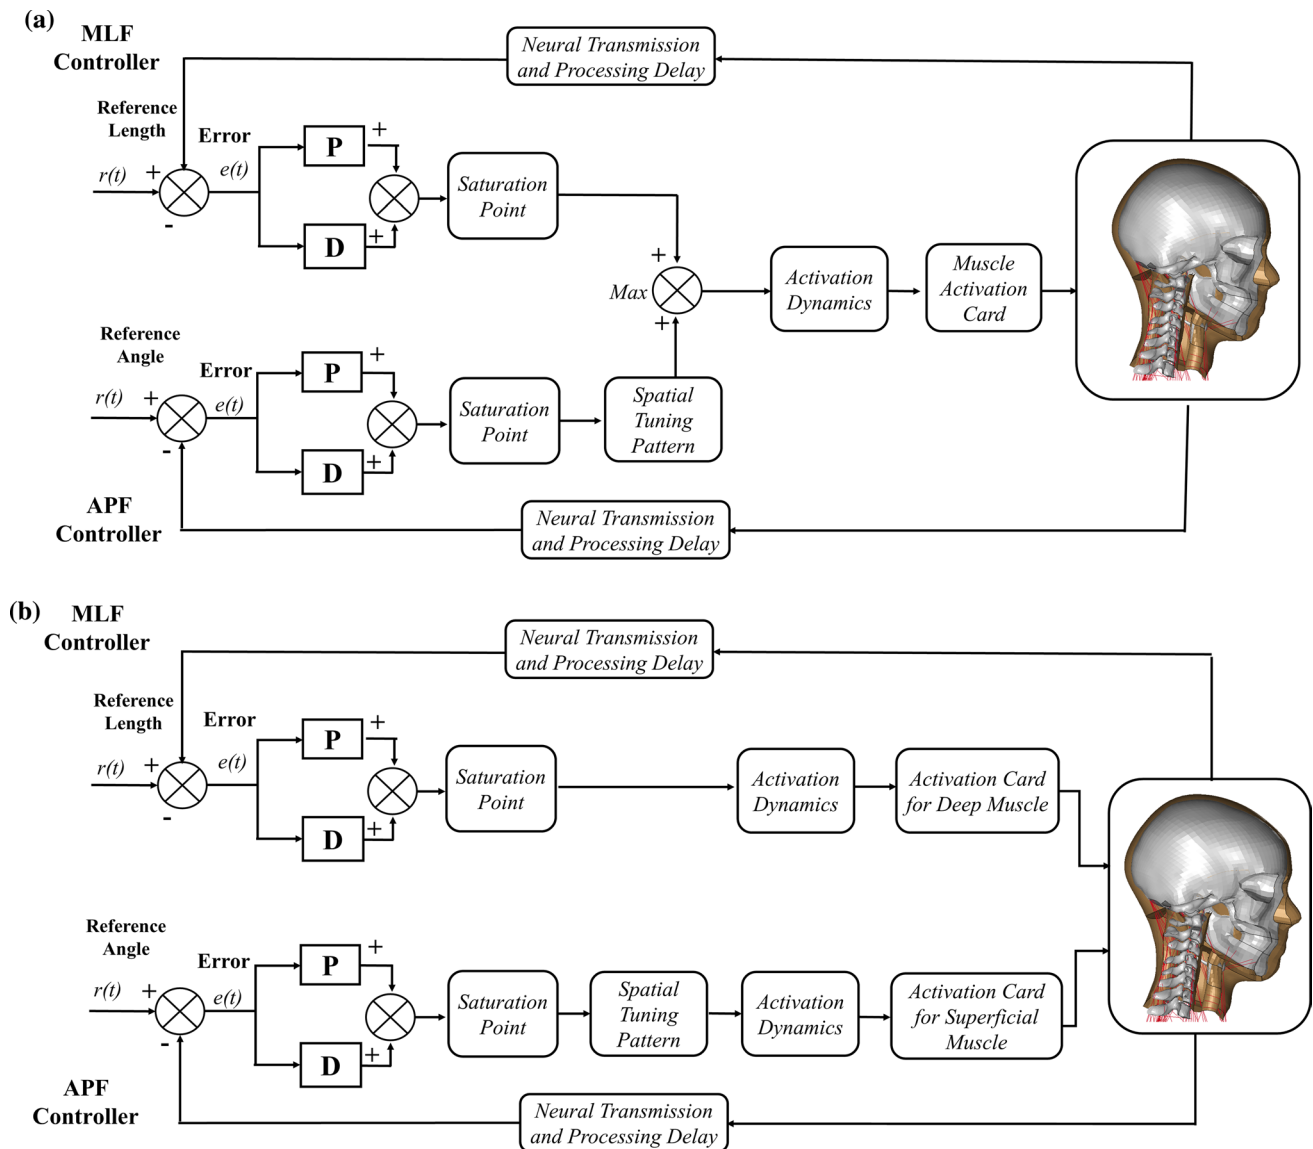 (a)
MLF
Controller
Neural Transmission
and Processing Delay
Reference
Length
Error
r(t)
+
-
e(t)
P
+
D
+
Saturation
Point
+
Max
+
Activation
Dynamics
Muscle
Activation
Card
Reference
Angle
Error
r(t)
+
-
e(t)
P
+
D
+
Saturation
Point
Spatial
Tuning
Pattern
APF
Controller
Neural Transmission
and Processing Delay
(b)
MLF
Controller
Neural Transmission
and Processing Delay
Reference
Length
Error
r(t)
+
-
e(t)
P
+
D
+
Saturation
Point
Activation
Dynamics
Activation Card
for Deep Muscle
Reference
Angle
Error
r(t)
+
-
e(t)
P
+
D
+
Saturation
Point
Spatial
Tuning
Pattern
Activation
Dynamics
Activation Card
for Superficial
Muscle
APF
Controller
Neural Transmission
and Processing Delay